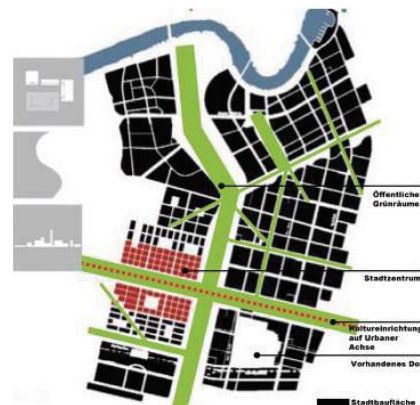 Öffentliche
Grünräume
Stadtzentrum
Kultureinrichtung
auf Urbaner
Achse
Vorhandenes Do
Stadtbaufläche